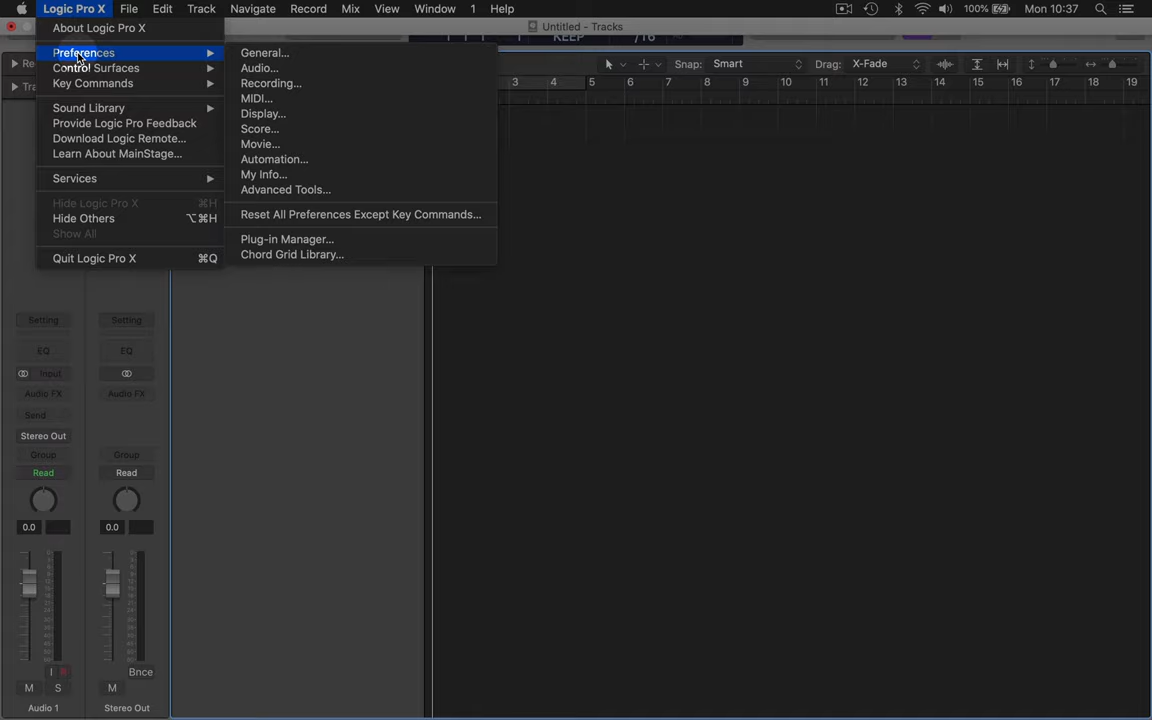 Logic Pro X File Edit Track Navigate Record Mix View Window 1 Help 100% Mon 10:37
About Logic Pro X
Untitled - Tracks
KEEP /16
Preferences
Control Surfaces
Key Commands
Sound Library
Provide Logic Pro Feedback
Download Logic Remote...
Learn About MainStage...
Services
Hide Logic Pro X ⌘H
Hide Others ⌥⌘H
Show All
Quit Logic Pro X ⌘Q
General...
Audio...
Recording...
MIDI...
Display...
Score...
Movie...
Automation...
My Info...
Advanced Tools...
Reset All Preferences Except Key Commands...
Plug-in Manager...
Chord Grid Library...
Snap: Smart Drag: X-Fade
3 4 5 6 7 8 9 10 11 12 13 14 15 16 17 18 19
Setting Setting
EQ EQ
Input
Audio FX Audio FX
Send
Stereo Out
Group Group
Read Read
0.0 0.0
I R Bnce
M S M
Audio 1 Stereo Out